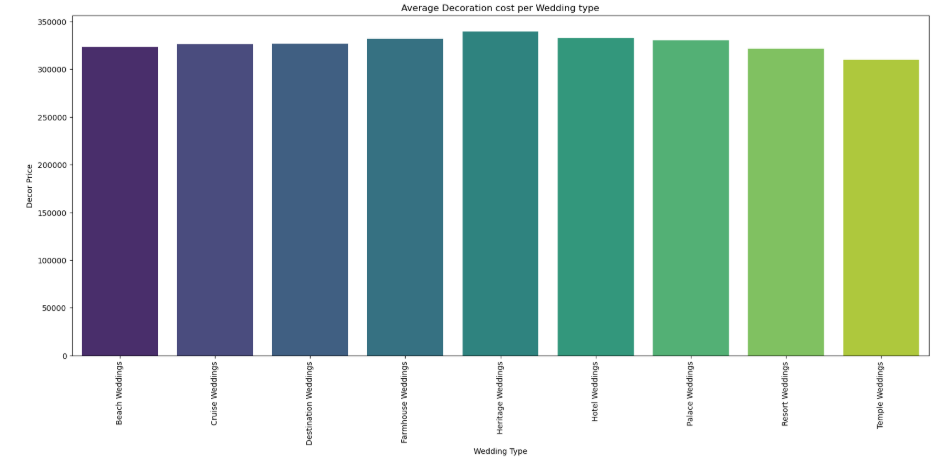 Average Decoration cost per Wedding type
350000
300000
250000
200000
150000
100000
50000
0
Decor Price
Beach Weddings
Cruise Weddings
Destination Weddings
Farmhouse Weddings
Heritage Weddings
Hotel Weddings
Palace Weddings
Resort Weddings
Temple Weddings
Wedding Type